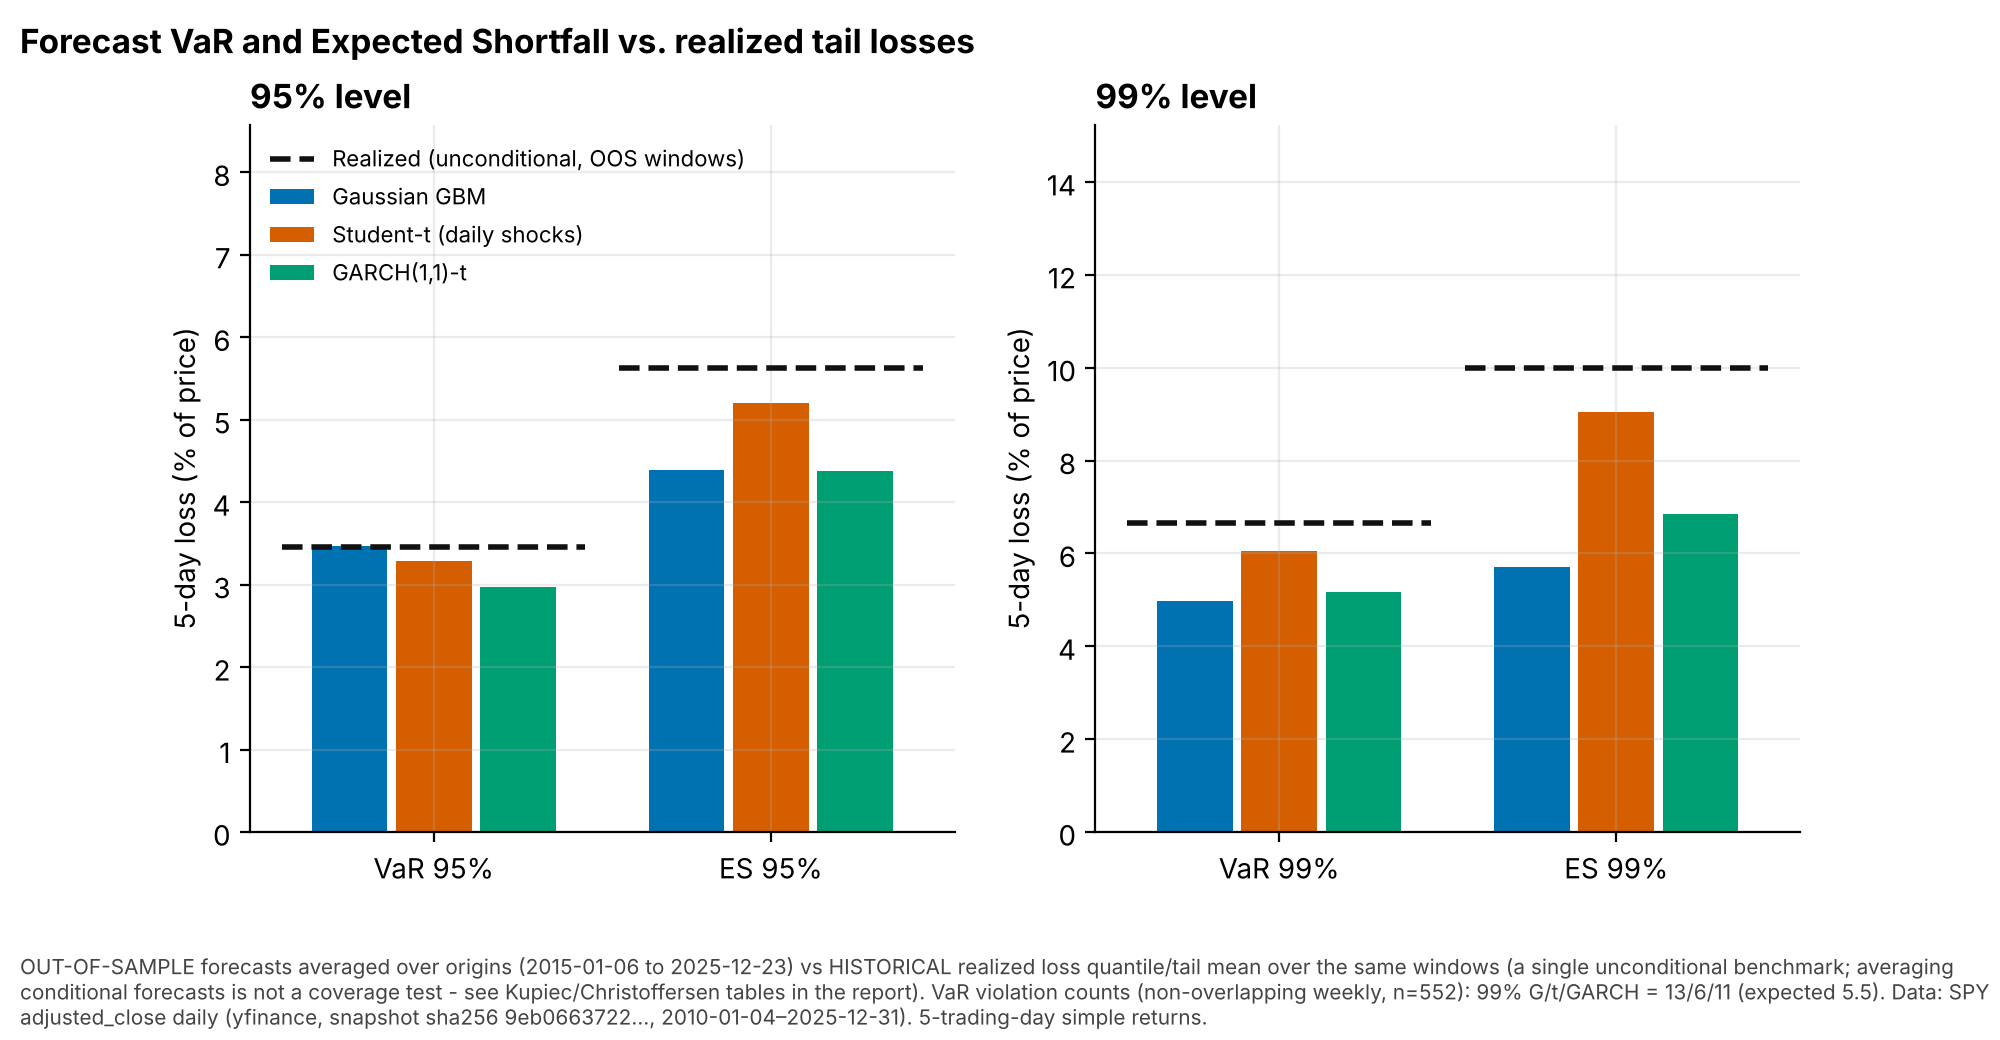 Forecast VaR and Expected Shortfall vs. realized tail losses
95% level
Realized (unconditional, OOS windows)
Gaussian GBM
Student-t (daily shocks)
GARCH(1,1)-t
8
7
6
5
4
3
2
1
0
5-day loss (% of price)
VaR 95%
ES 95%
99% level
14
12
10
8
6
4
2
0
5-day loss (% of price)
VaR 99%
ES 99%
OUT-OF-SAMPLE forecasts averaged over origins (2015-01-06 to 2025-12-23) vs HISTORICAL realized loss quantile/tail mean over the same windows (a single unconditional benchmark; averaging
conditional forecasts is not a coverage test - see Kupiec/Christoffersen tables in the report). VaR violation counts (non-overlapping weekly, n=552): 99% G/t/GARCH = 13/6/11 (expected 5.5). Data: SPY
adjusted_close daily (yfinance, snapshot sha256 9eb0663722…, 2010-01-04–2025-12-31). 5-trading-day simple returns.